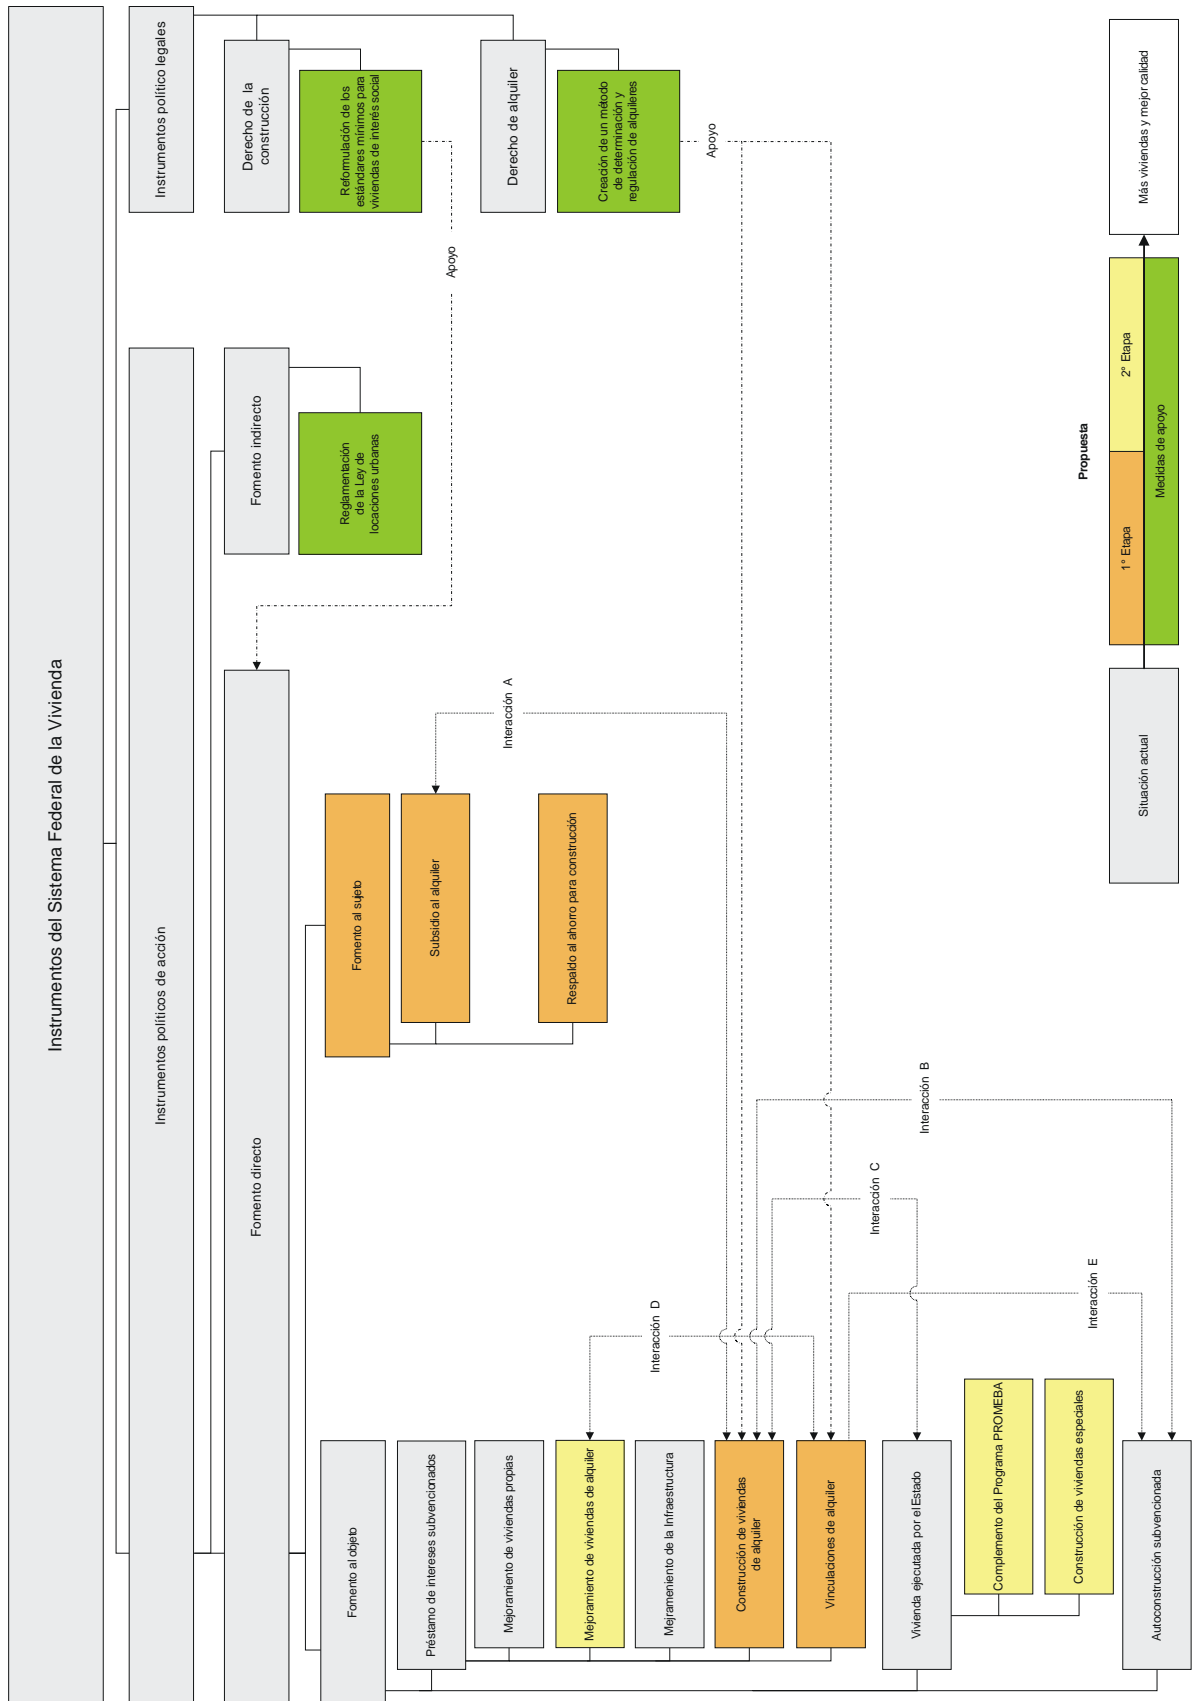 Instrumentos del Sistema Federal de la Vivienda
Instrumentos políticos de acción
Instrumentos político legales
Fomento directo
Fomento indirecto
Derecho de la
construcción
Derecho de alquiler
Reglamentación
de la Ley de
locaciones urbanas
Reformulación de los
estándares mínimos para
viviendas de interés social
Creación de un método
de determinación y
regulación de alquileres
Apoyo
Apoyo
Fomento al objeto
Fomento al sujeto
Préstamo de intereses subvencionados
Subsidio al alquiler
Mejoramiento de viviendas propias
Respaldo al ahorro para construcción
Mejoramiento de viviendas de alquiler
Mejramiento de la Infraestructura
Construcción de viviendas
de alquiler
Vinculaciones de alquiler
Vivienda ejecutada por el Estado
Complemento del Programa PROMEBA
Construcción de viviendas especiales
Autoconstrucción subvencionada
Interacción A
Interacción D
Interacción C
Interacción B
Interacción E
Propuesta
Situación actual
1° Etapa
2° Etapa
Medidas de apoyo
Más viviendas y mejor calidad